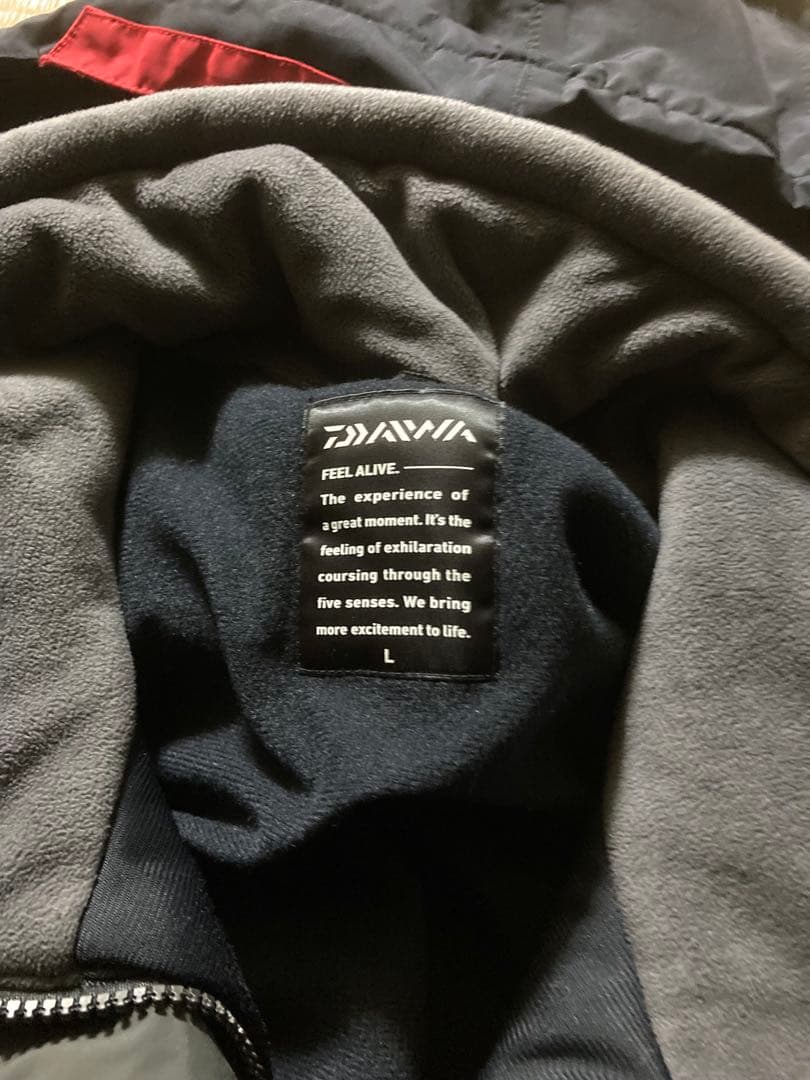 DAIWA
FEEL ALIVE.
The experience of
a great moment. It's the
feeling of exhilaration
coursing through the
five senses. We bring
more excitement to life.
L